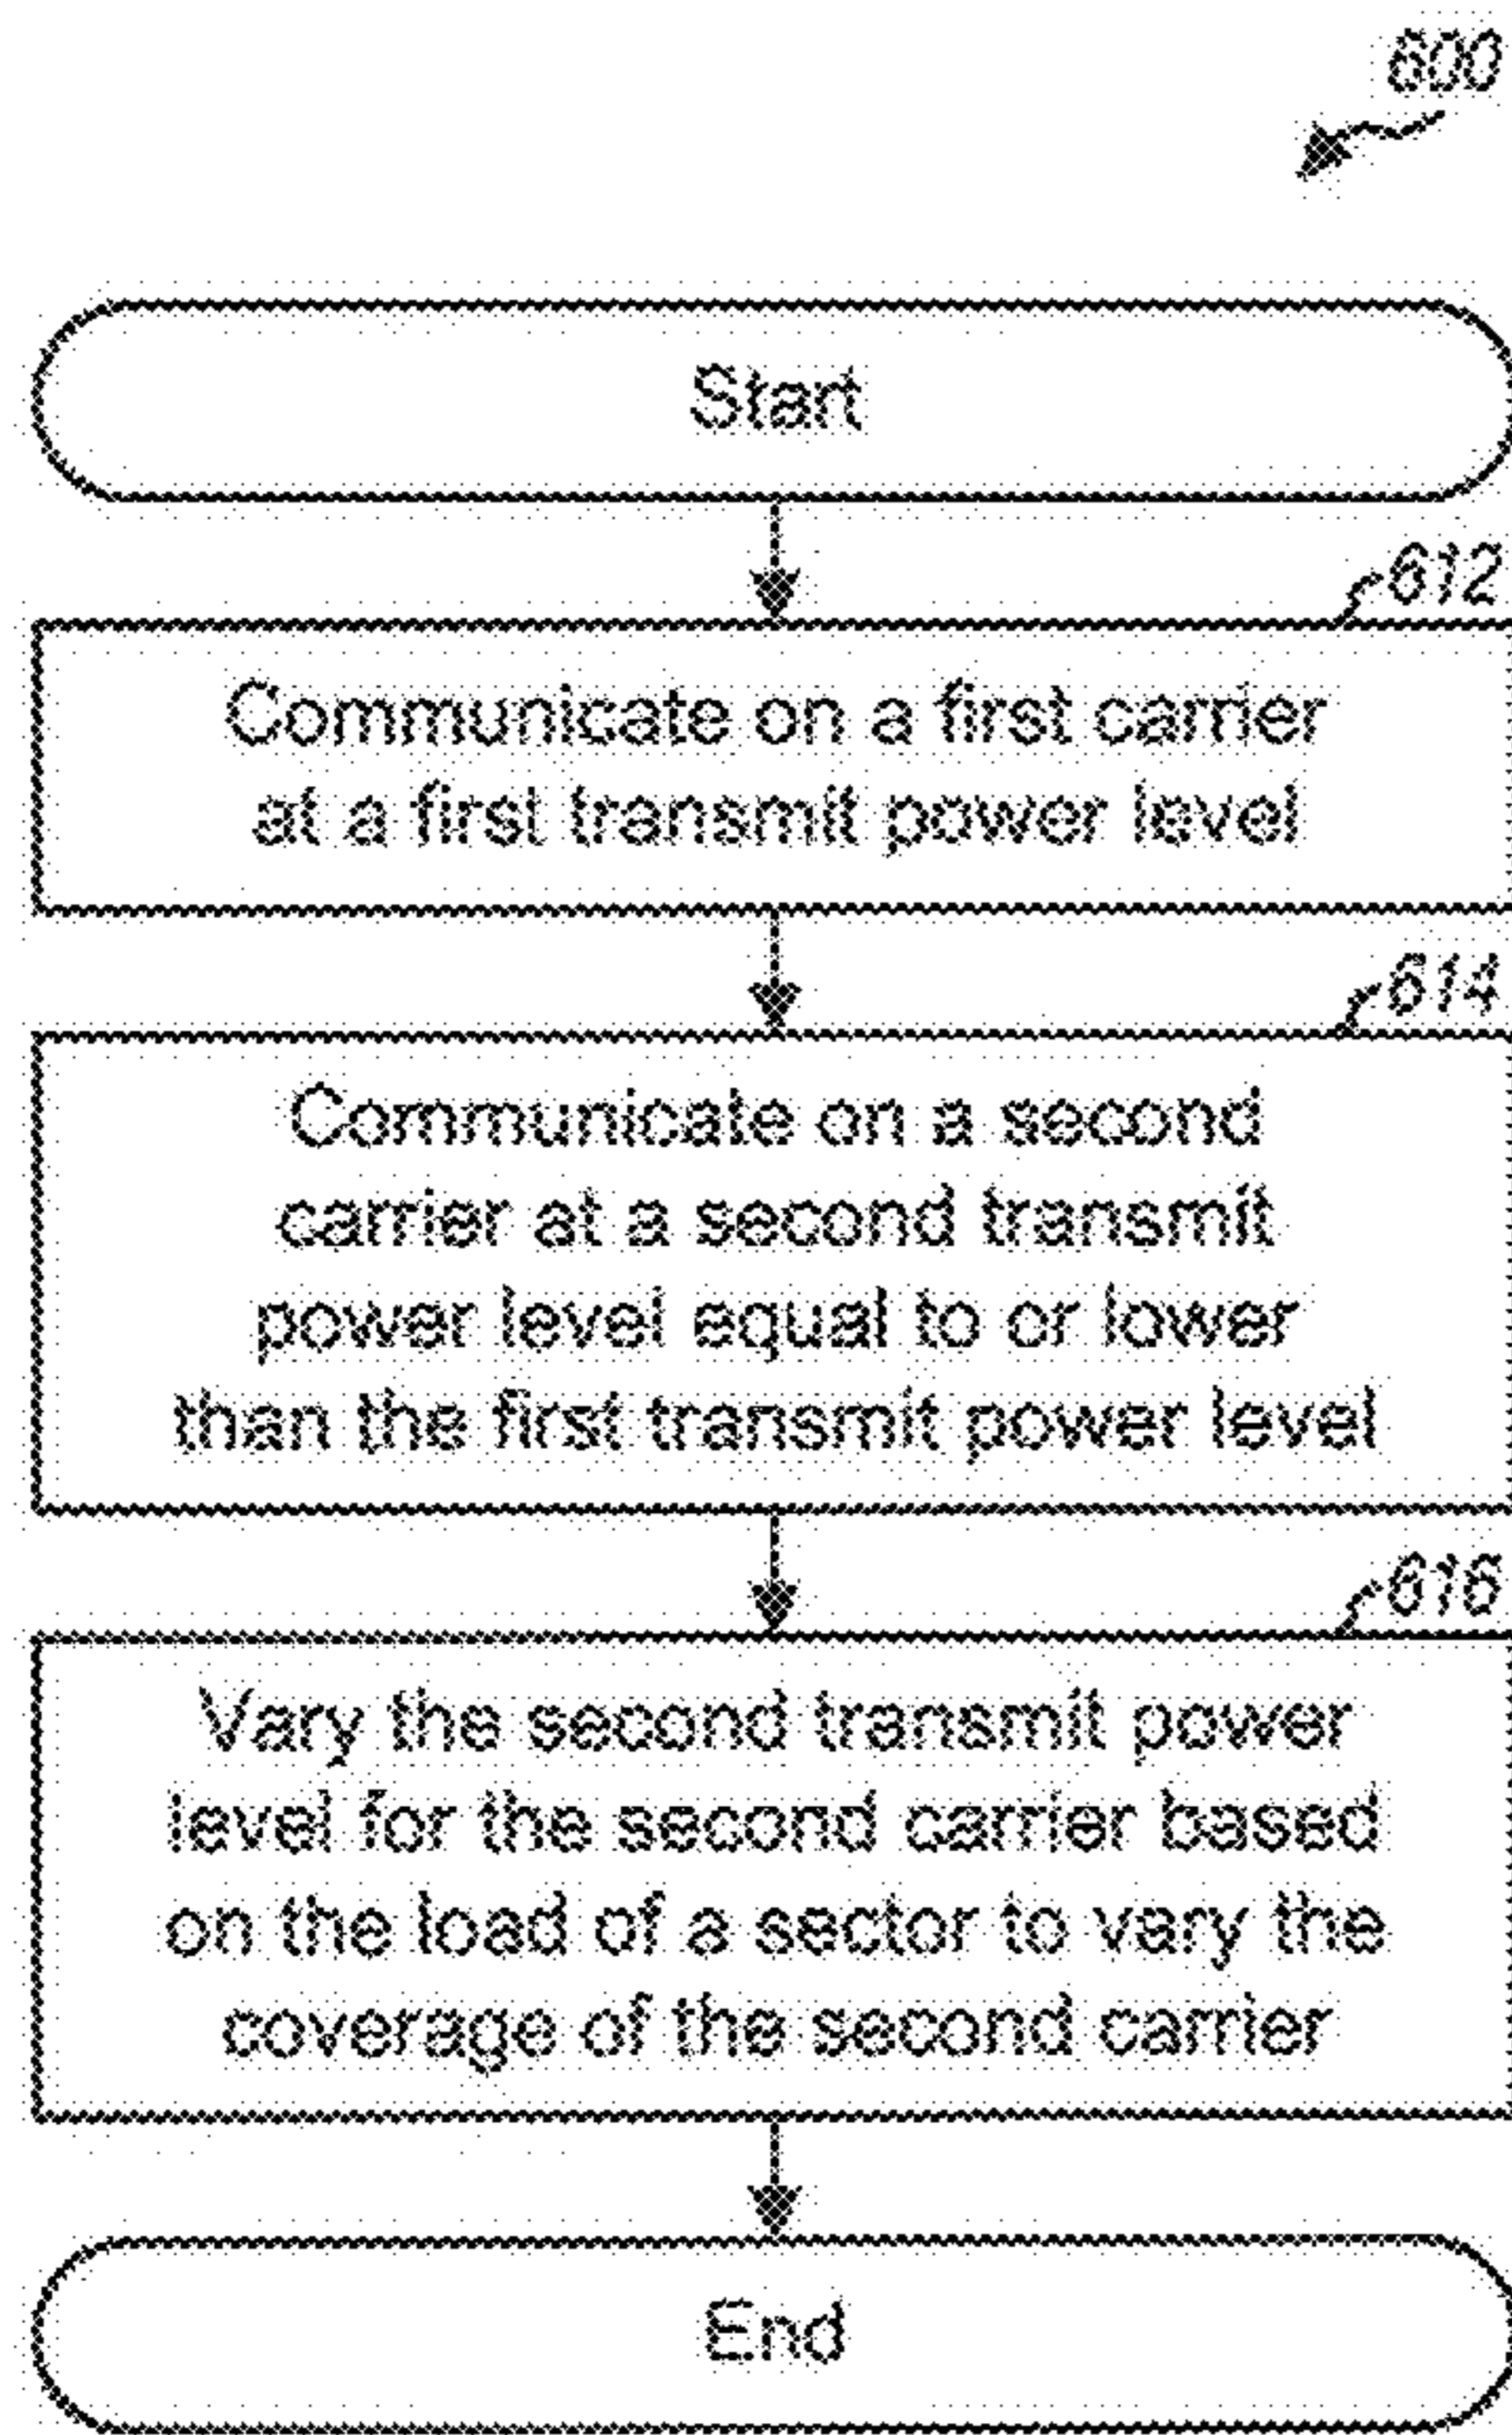 600
Start
612
Communicate on a first carrier
at a first transmit power level
614
Communicate on a second
carrier at a second transmit
power level equal to or lower
than the first transmit power level
616
Vary the second transmit power
level for the second carrier based
on the load of a sector to vary the
coverage of the second carrier
End